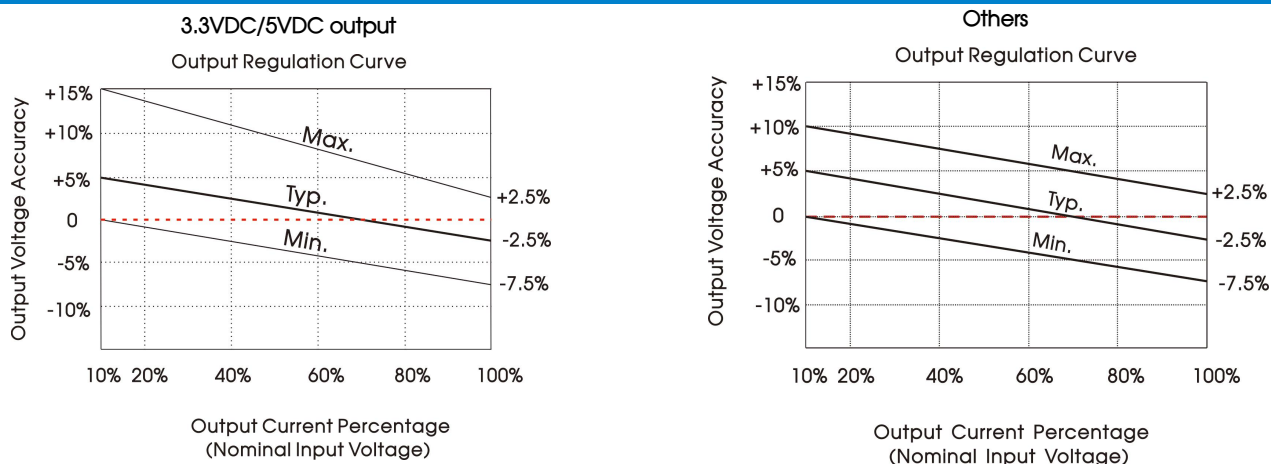 3.3VDC/5VDC output
Output Regulation Curve
Output Voltage Accuracy
+15%
+10%
+5%
0
-5%
-10%
Max.
Typ.
Min.
+2.5%
-2.5%
-7.5%
10% 20% 40% 60% 80% 100%
Output Current Percentage
(Nominal Input Voltage)
Others
Output Regulation Curve
Output Voltage Accuracy
+15%
+10%
+5%
0
-5%
-10%
Max.
Typ.
Min.
+2.5%
-2.5%
-7.5%
10% 20% 40% 60% 80% 100%
Output Current Percentage
(Nominal Input Voltage)